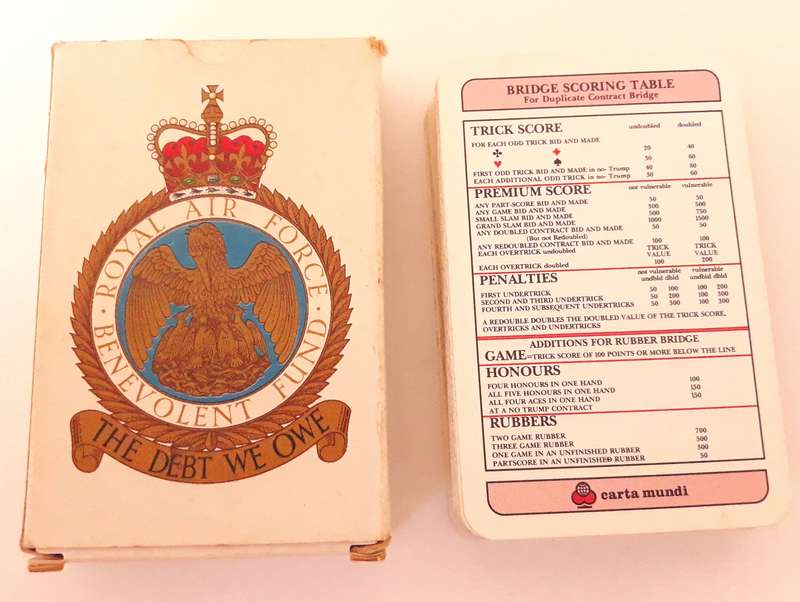 ROYAL AIR FORCE
· BENEVOLENT FUND ·
THE DEBT WE OWE
BRIDGE SCORING TABLE
For Duplicate Contract Bridge
TRICK SCORE undoubled doubled
FOR EACH ODD TRICK BID AND MADE
♣ ♦ 20 40
♥ ♠ 30 60
FIRST ODD TRICK BID AND MADE in no- Trump 40 80
EACH ADDITIONAL ODD TRICK in no- Trump 30 60
PREMIUM SCORE not vulnerable vulnerable
ANY PART-SCORE BID AND MADE 50 50
ANY GAME BID AND MADE 300 500
SMALL SLAM BID AND MADE 500 750
GRAND SLAM BID AND MADE 1000 1500
ANY DOUBLED CONTRACT BID AND MADE 50 50
(But not Redoubled)
ANY REDOUBLED CONTRACT BID AND MADE 100 100
EACH OVERTRICK undoubled TRICK TRICK
VALUE VALUE
EACH OVERTRICK doubled 100 200
PENALTIES not vulnerable vulnerable
undbld dbld undbld dbld
FIRST UNDERTRICK 50 100 100 200
SECOND AND THIRD UNDERTRICK 50 200 100 300
FOURTH AND SUBSEQUENT UNDERTRICKS 50 300 100 300
A REDOUBLE DOUBLES THE DOUBLED VALUE OF THE TRICK SCORE,
OVERTRICKS AND UNDERTRICKS
ADDITIONS FOR RUBBER BRIDGE
GAME=TRICK SCORE OF 100 POINTS OR MORE BELOW THE LINE
HONOURS
FOUR HONOURS IN ONE HAND 100
ALL FIVE HONOURS IN ONE HAND 150
ALL FOUR ACES IN ONE HAND 150
AT A NO TRUMP CONTRACT
RUBBERS
TWO GAME RUBBER 700
THREE GAME RUBBER 500
ONE GAME IN AN UNFINISHED RUBBER 300
PARTSCORE IN AN UNFINISHED RUBBER 50
carta mundi